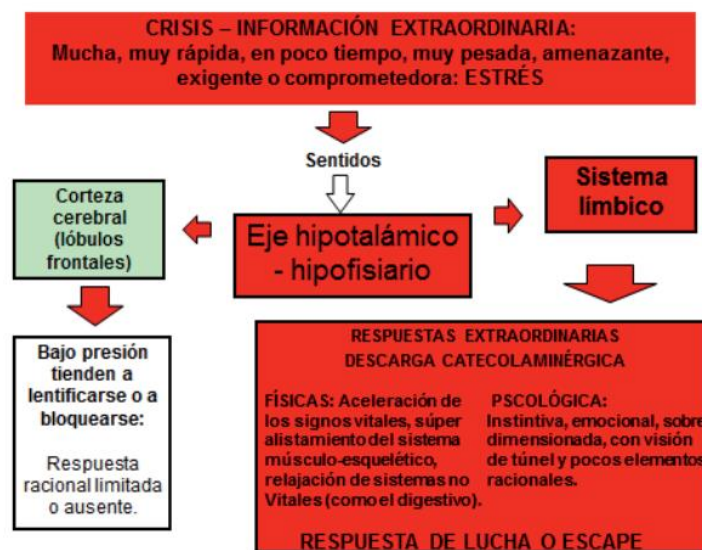 CRISIS – INFORMACIÓN EXTRAORDINARIA:
Mucha, muy rápida, en poco tiempo, muy pesada, amenazante,
exigente o comprometedora: ESTRÉS
Sentidos
Corteza
cerebral
(lóbulos
frontales)
Eje hipotalámico
- hipofisiario
Sistema
límbico
Bajo presión
tienden a
lentificarse o a
bloquearse:
Respuesta
racional limitada
o ausente.
RESPUESTAS EXTRAORDINARIAS
DESCARGA CATECOLAMINÉRGICA
FÍSICAS: Aceleración de
los signos vitales, súper
alistamiento del sistema
músculo-esquelético,
relajación de sistemas no
Vitales (como el digestivo).
PSCOLÓGICA:
Instintiva, emocional, sobre
dimensionada, con visión
de túnel y pocos elementos
racionales.
RESPUESTA DE LUCHA O ESCAPE